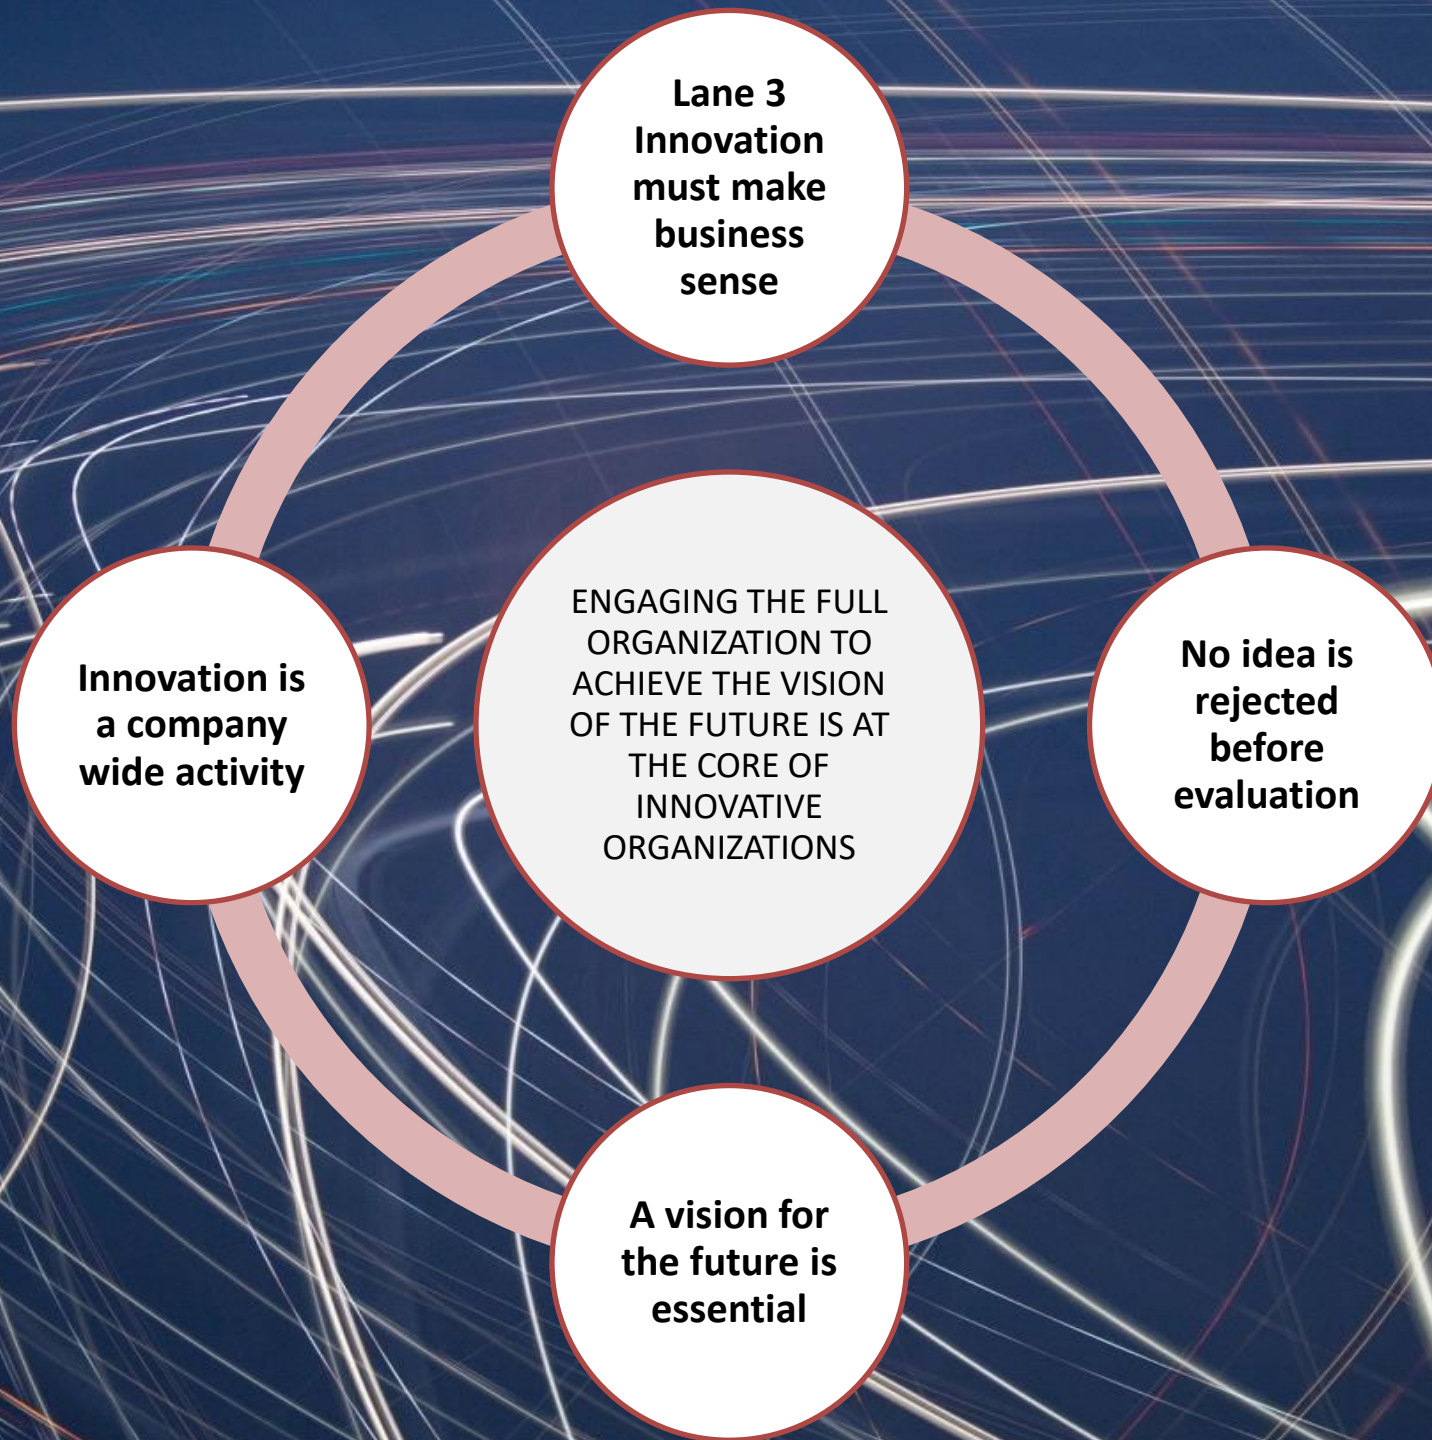 Lane 3
Innovation
must make
business
sense
No idea is
rejected
before
evaluation
A vision for
the future is
essential
Innovation is
a company
wide activity
ENGAGING THE FULL
ORGANIZATION TO
ACHIEVE THE VISION
OF THE FUTURE IS AT
THE CORE OF
INNOVATIVE
ORGANIZATIONS